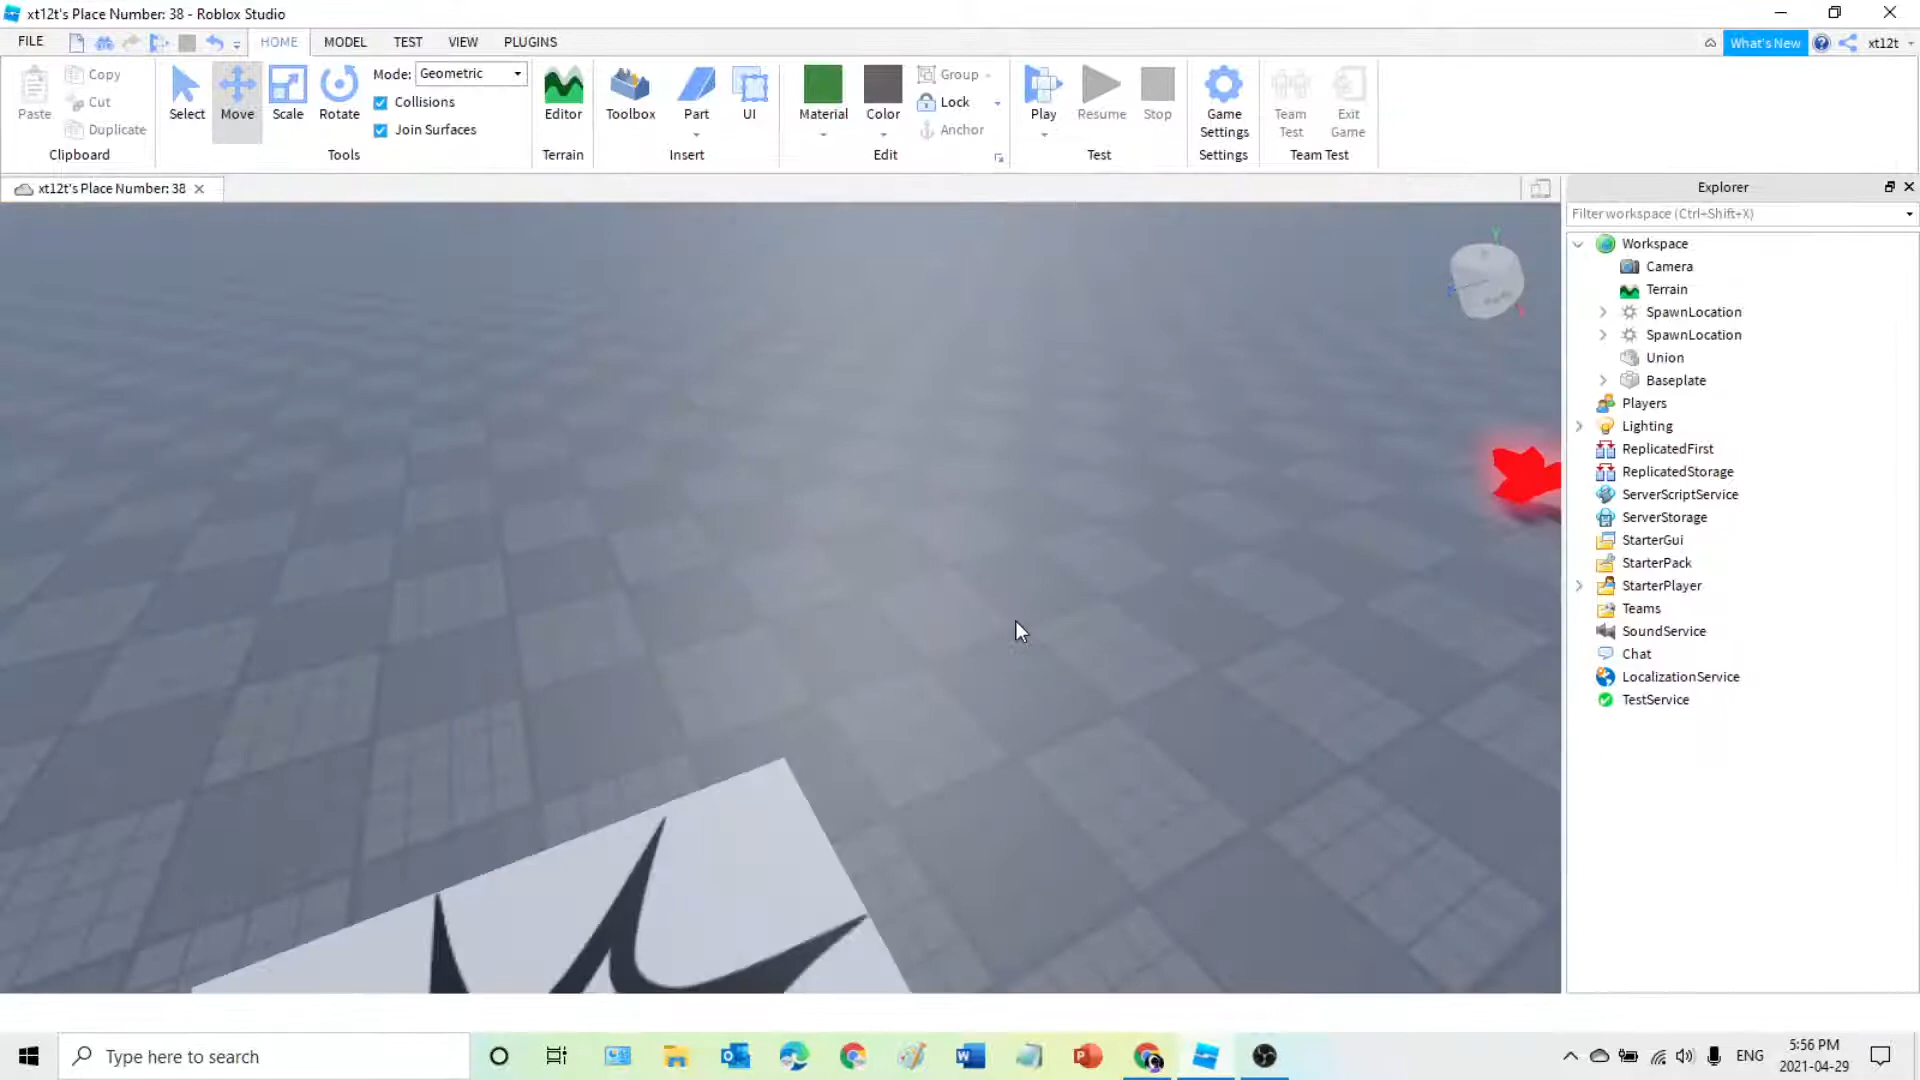 xt12t's Place Number: 38 - Roblox Studio
FILE HOME MODEL TEST VIEW PLUGINS What's New xt12t
Paste Copy Cut Duplicate Clipboard
Select Move Scale Rotate Mode: Geometric Collisions Join Surfaces Tools
Editor Terrain
Toolbox Part UI Insert
Material Color Group Lock Anchor Edit
Play Resume Stop Test
Game Settings Settings
Team Test Exit Game Team Test
xt12t's Place Number: 38
Explorer
Filter workspace (Ctrl+Shift+X)
Workspace
Camera
Terrain
SpawnLocation
SpawnLocation
Union
Baseplate
Players
Lighting
ReplicatedFirst
ReplicatedStorage
ServerScriptService
ServerStorage
StarterGui
StarterPack
StarterPlayer
Teams
SoundService
Chat
LocalizationService
TestService
Type here to search
ENG
5:56 PM
2021-04-29